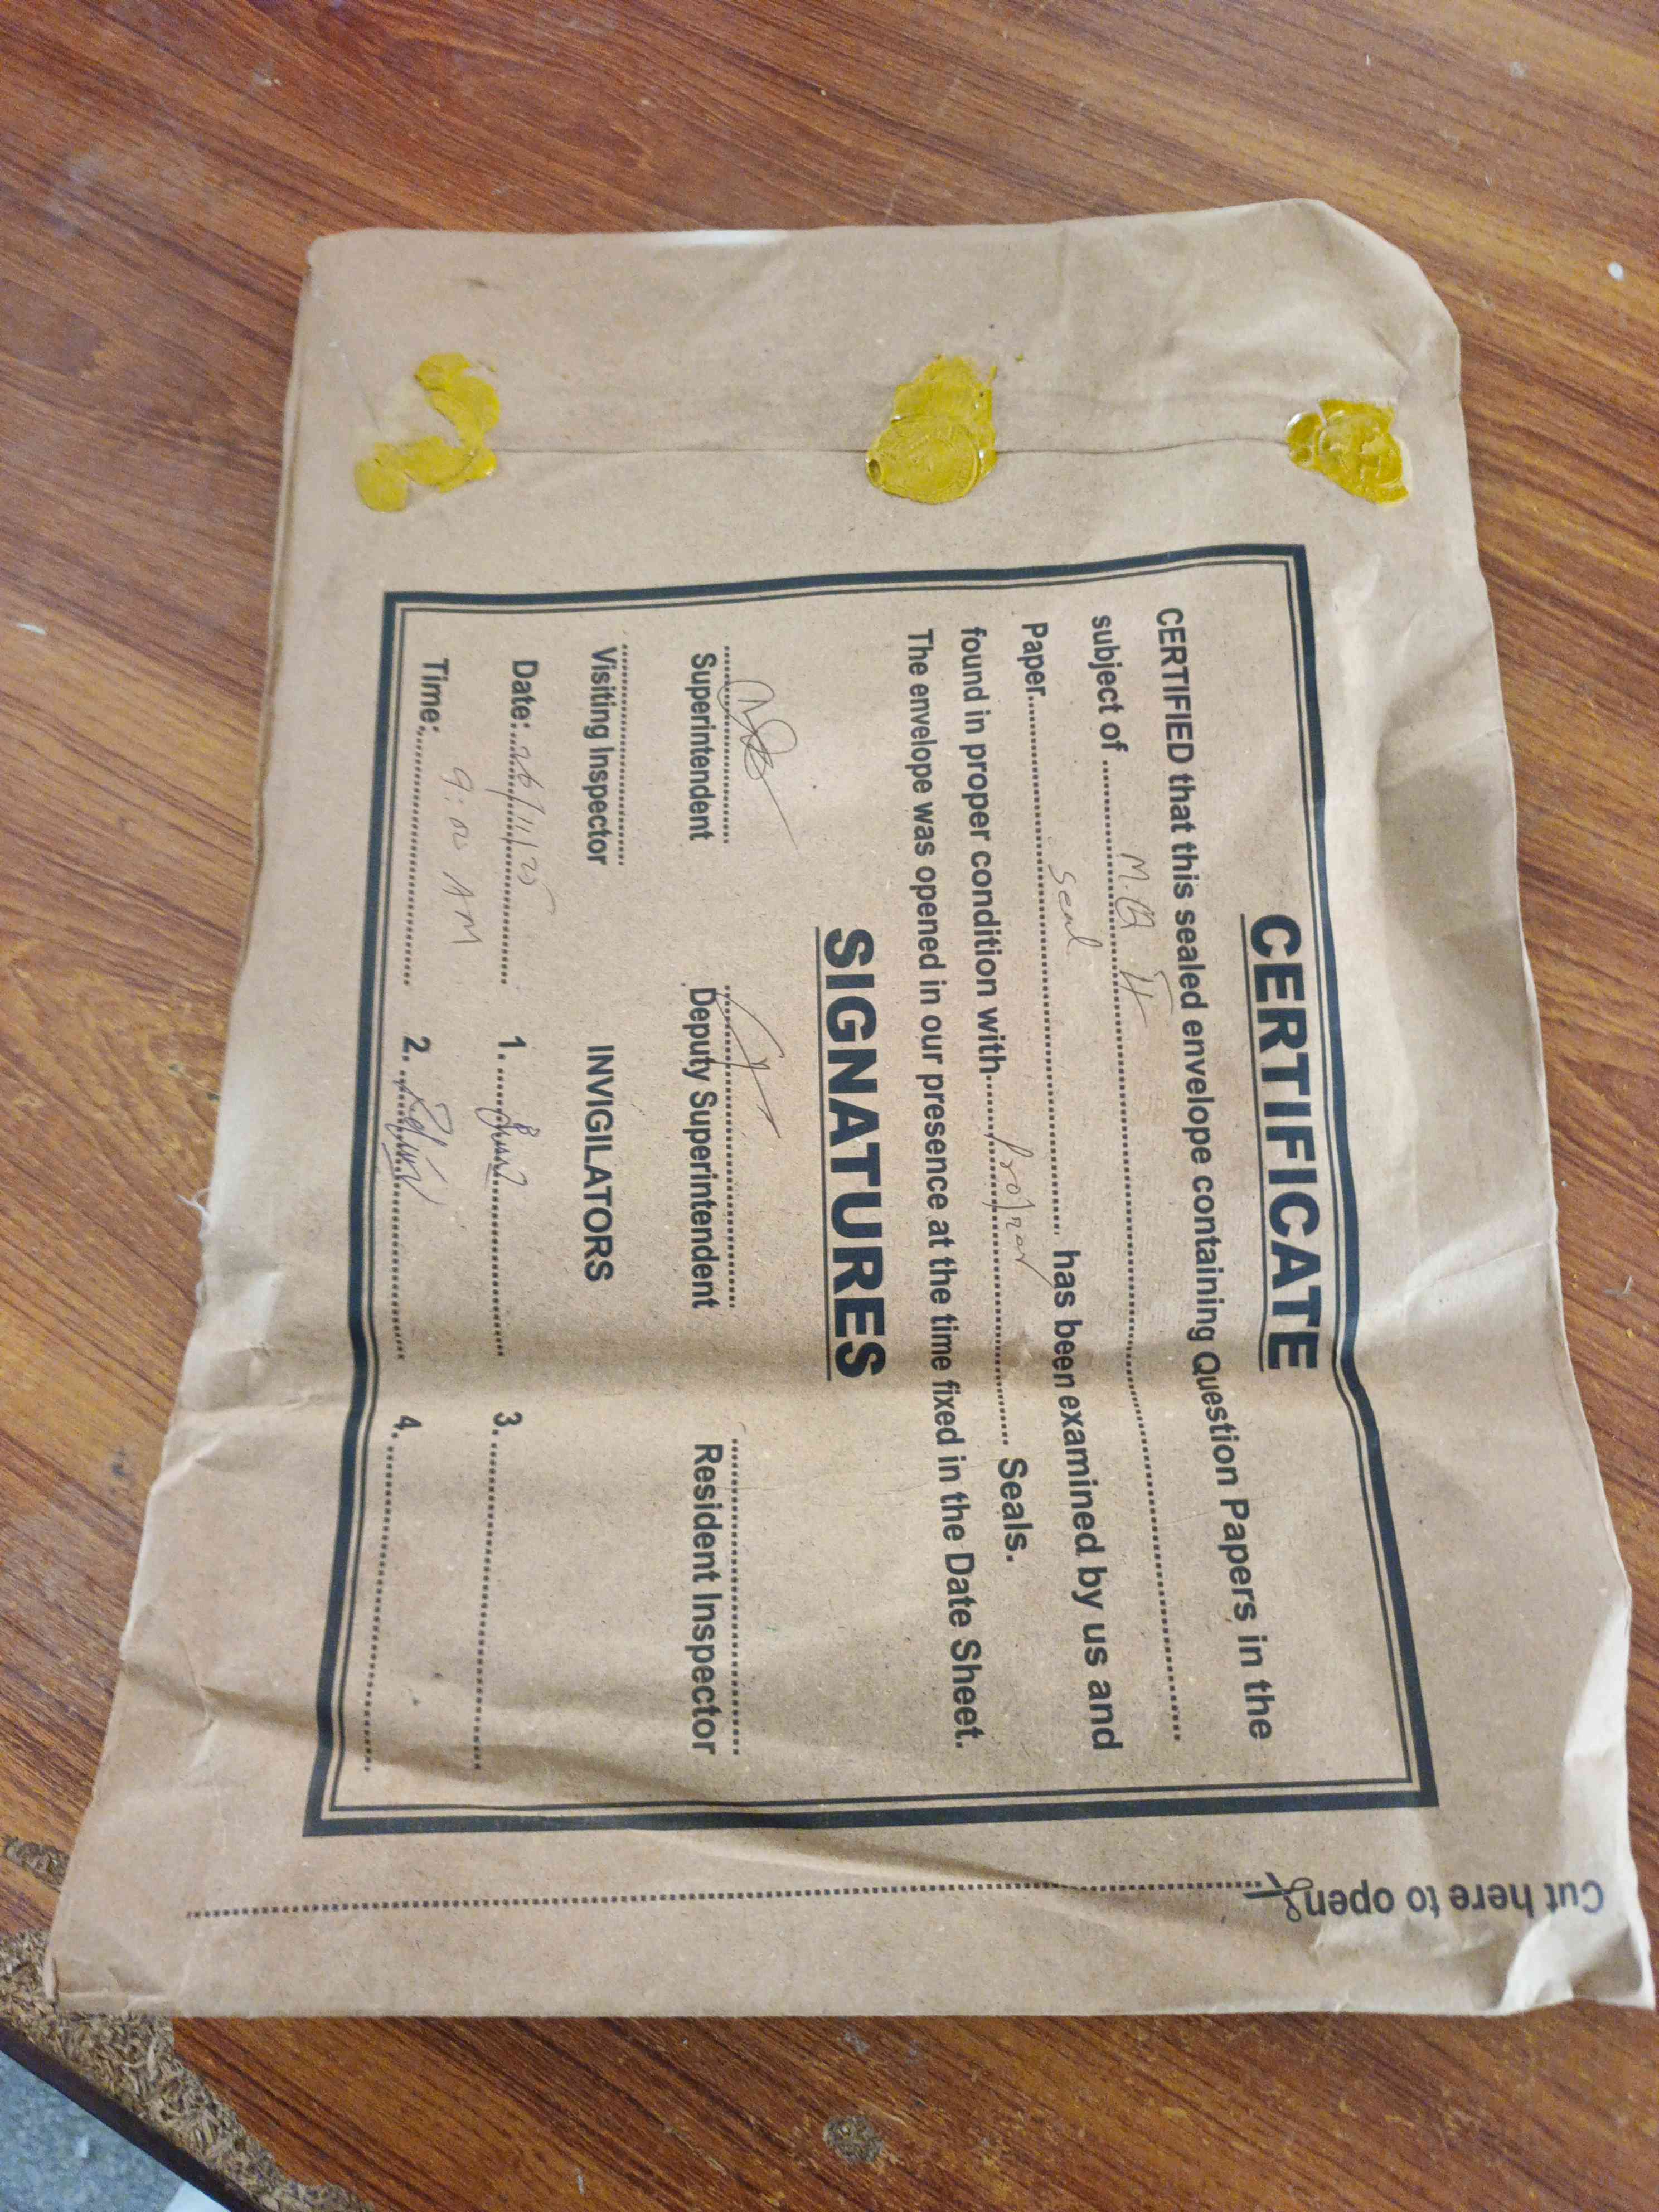 CERTIFICATE
CERTIFIED that this sealed envelope containing Question Papers, in the
subject of ........ M.Q II ........
Paper........ seal ........ has been examined by us and
found in proper condition with........ proper ........ Seals.
The envelope was opened in our presence at the time fixed in the Date Sheet.
SIGNATURES
Superintendent Deputy Superintendent Resident Inspector
Visiting Inspector INVIGILATORS
Date: 26/11/25 1. 3.
Time: 9:00 AM 2. 4.
Cut here to open